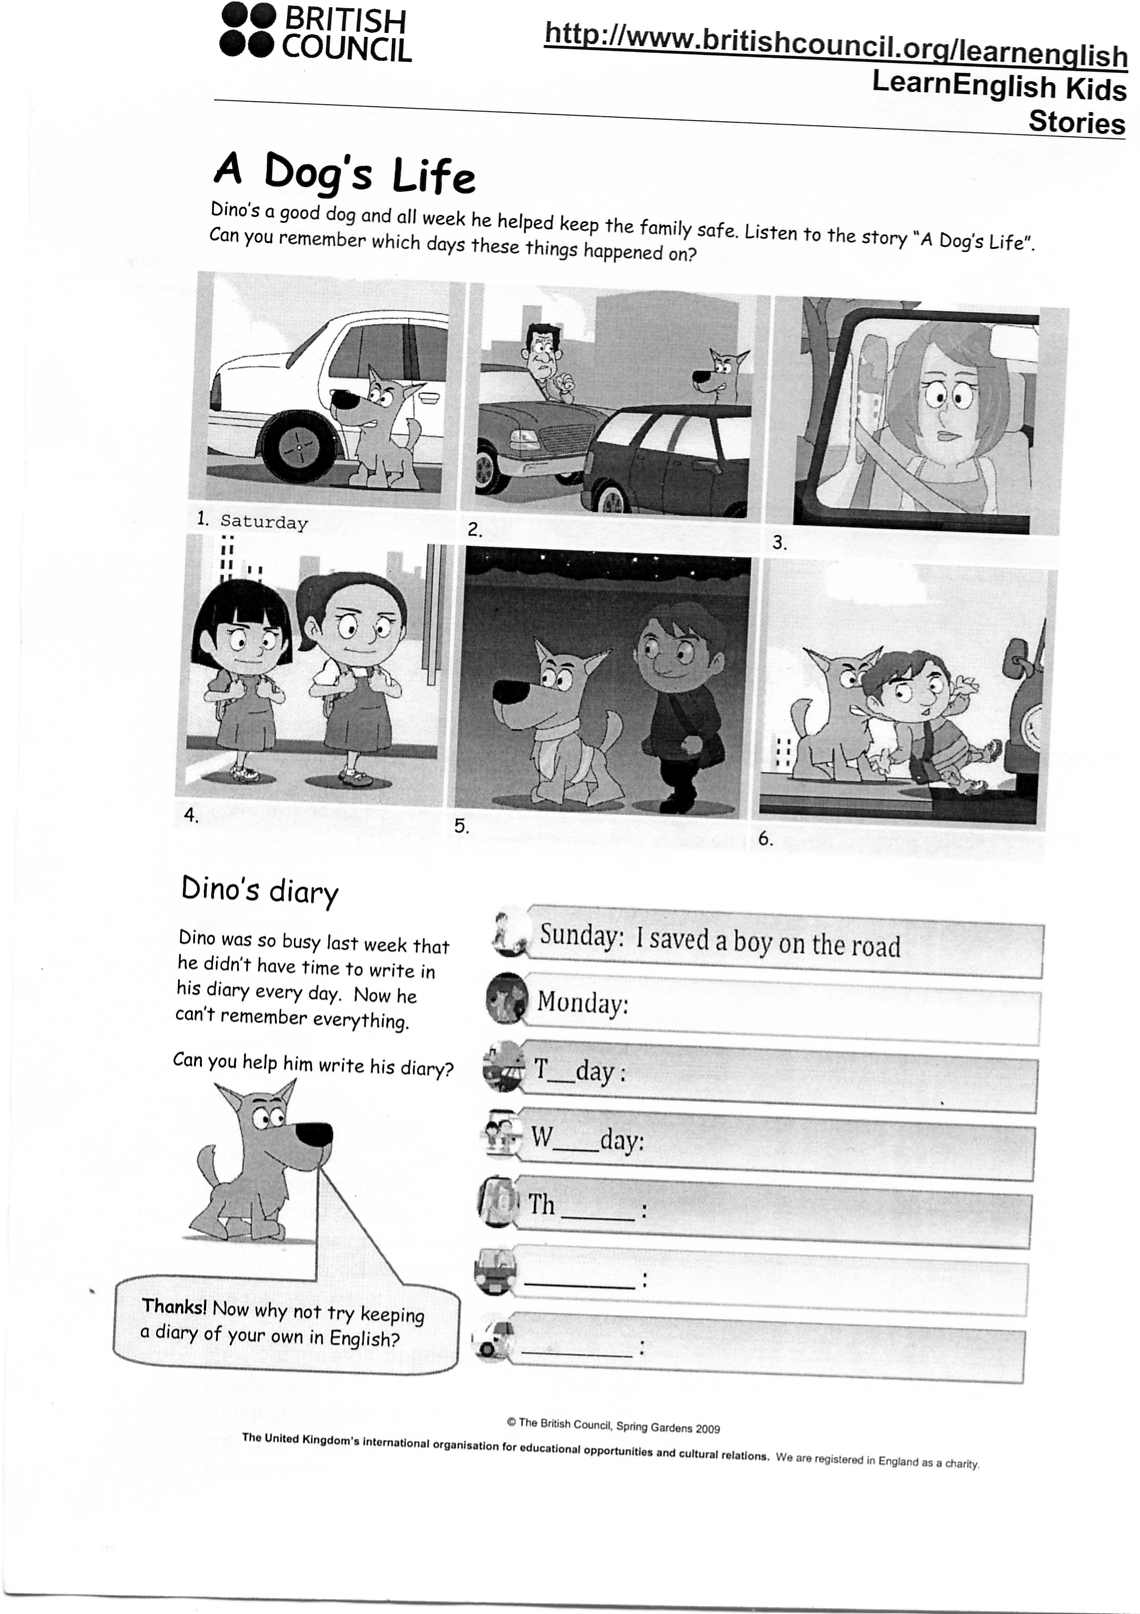 BRITISH
COUNCIL
http://www.britishcouncil.org/learnenglish
LearnEnglish Kids
Stories
A Dog's Life
Dino's a good dog and all week he helped keep the family safe. Listen to the story "A Dog's Life".
Can you remember which days these things happened on?
1. Saturday
2.
3.
4.
5.
6.
Dino's diary
Dino was so busy last week that
he didn't have time to write in
his diary every day. Now he
can't remember everything.
Can you help him write his diary?
Thanks! Now why not try keeping
a diary of your own in English?
Sunday: I saved a boy on the road
Monday:
T__day :
W____day:
Th ______ :
_________ :
_________ :
© The British Council, Spring Gardens 2009
The United Kingdom's international organisation for educational opportunities and cultural relations. We are registered in England as a charity.